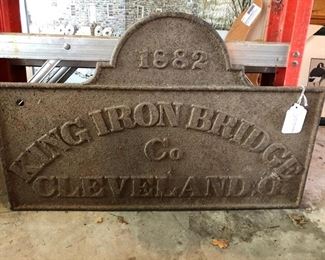 1882
KING IRON BRIDGE
Co
CLEVELAND.O.